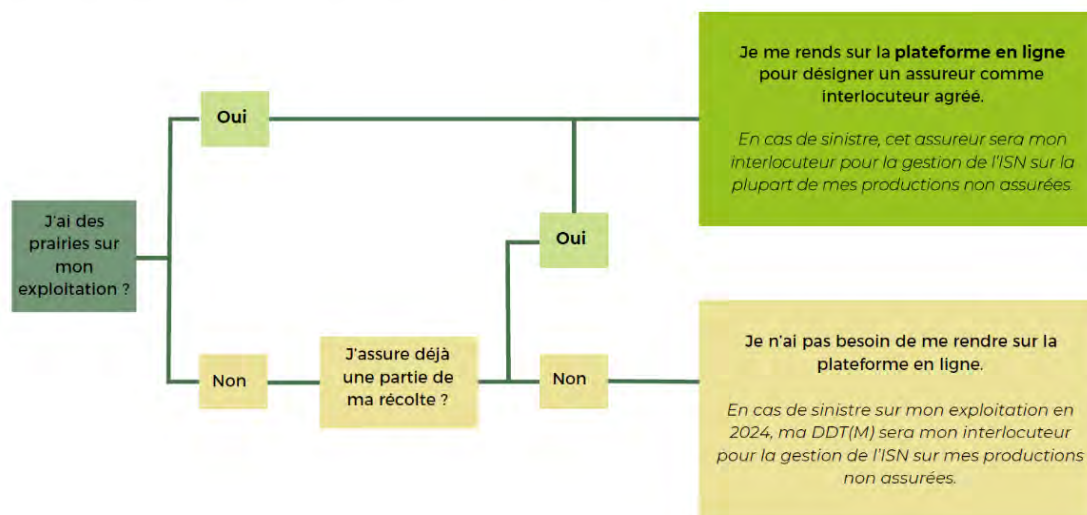 Je me rends sur la plateforme en ligne
pour désigner un assureur comme
interlocuteur agréé.
En cas de sinistre, cet assureur sera mon
interlocuteur pour la gestion de l'ISN sur la
plupart de mes productions non assurées.
Oui
J'ai des
prairies sur
mon
exploitation ?
Oui
Non
J'assure déjà
une partie de
ma récolte ?
Non
Je n'ai pas besoin de me rendre sur la
plateforme en ligne.
En cas de sinistre sur mon exploitation en
2024, ma DDT(M) sera mon interlocuteur
pour la gestion de l'ISN sur mes productions
non assurées.